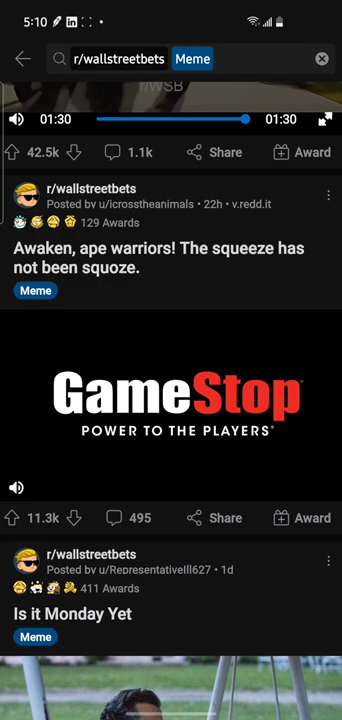 5:10
r/wallstreetbets Meme
r/WSB
01:30 01:30
42.5k 1.1k Share Award
r/wallstreetbets
Posted by u/icrosstheanimals • 22h • v.redd.it
129 Awards
Awaken, ape warriors! The squeeze has
not been squoze.
Meme
GameStop
POWER TO THE PLAYERS®
11.3k 495 Share Award
r/wallstreetbets
Posted by u/RepresentativeIll627 • 1d
411 Awards
Is it Monday Yet
Meme